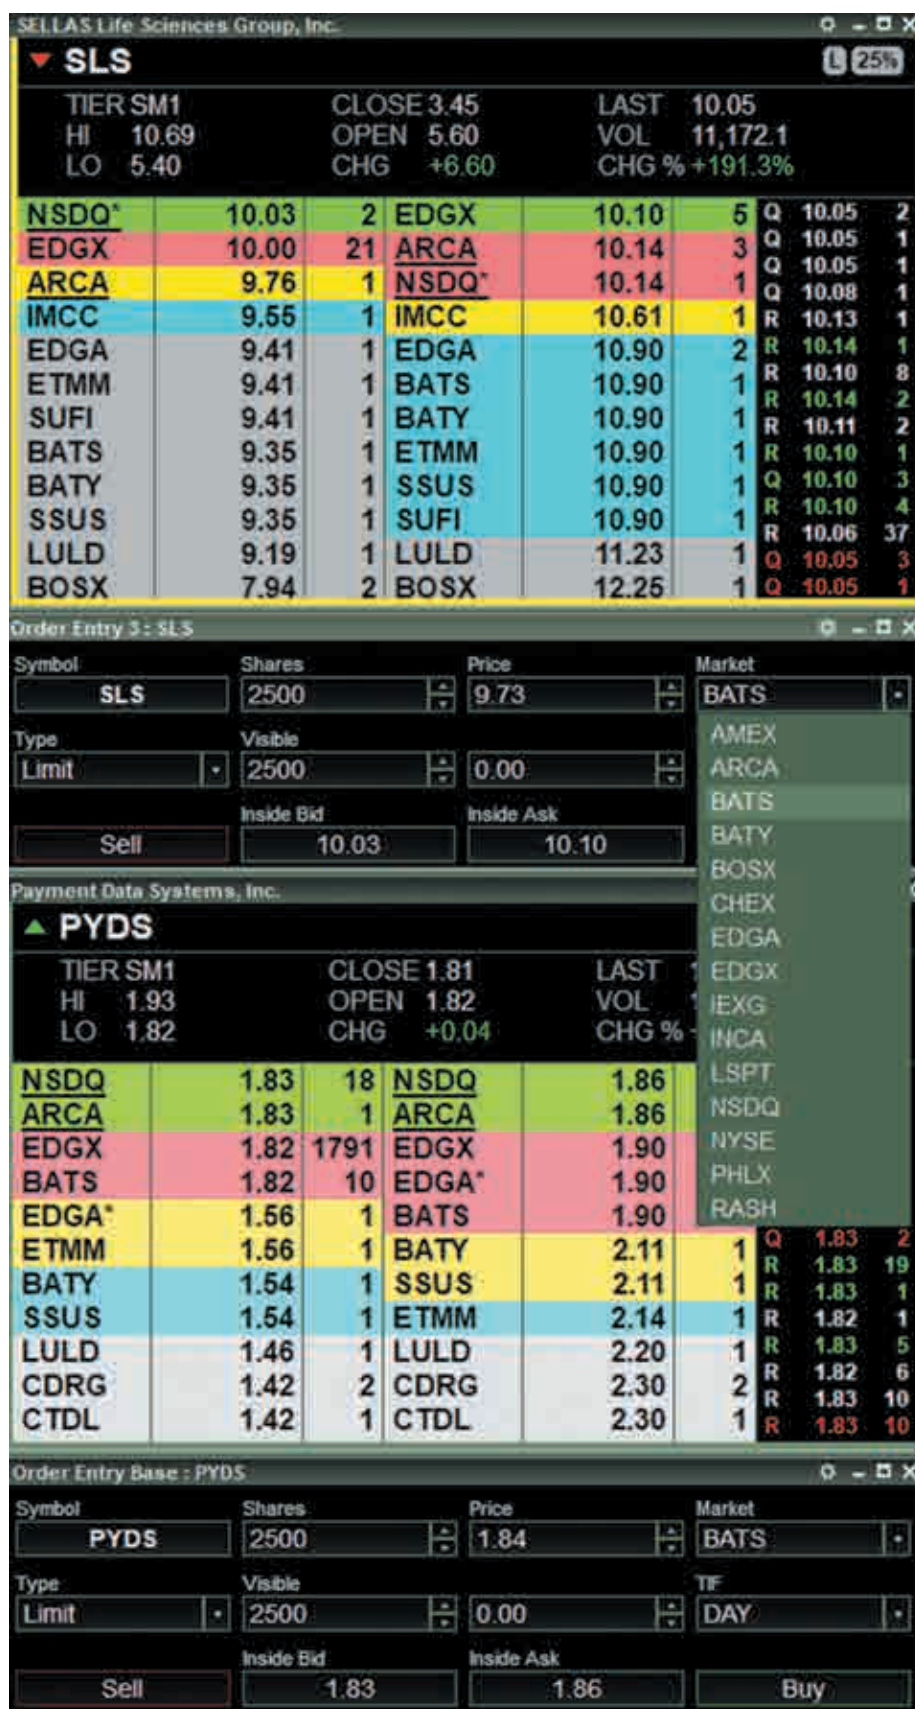 SELLAS Life Sciences Group, Inc.
SLS L 25%
TIER SM1 CLOSE 3.45 LAST 10.05
HI 10.69 OPEN 5.60 VOL 11,172.1
LO 5.40 CHG +6.60 CHG % +191.3%
NSDQ* 10.03 2 EDGX 10.10 5 Q 10.05 2
EDGX 10.00 21 ARCA 10.14 3 Q 10.05 1
ARCA 9.76 1 NSDQ* 10.14 1 Q 10.05 1
Q 10.08 1
IMCC 9.55 1 IMCC 10.61 1 R 10.13 1
EDGA 9.41 1 EDGA 10.90 2 R 10.14 1
ETMM 9.41 1 BATS 10.90 1 R 10.10 8
R 10.14 2
SUFI 9.41 1 BATY 10.90 1 R 10.11 2
BATS 9.35 1 ETMM 10.90 1 R 10.10 1
BATY 9.35 1 SSUS 10.90 1 Q 10.10 3
SSUS 9.35 1 SUFI 10.90 1 R 10.10 4
R 10.06 37
LULD 9.19 1 LULD 11.23 1 Q 10.05 3
BOSX 7.94 2 BOSX 12.25 1 Q 10.05 1
Order Entry 3 : SLS
Symbol Shares Price Market
SLS 2500 9.73 BATS
Type Visible
Limit 2500 0.00
Inside Bid Inside Ask
Sell 10.03 10.10
AMEX
ARCA
BATS
BATY
BOSX
CHEX
EDGA
EDGX
IEXG
INCA
LSPT
NSDQ
NYSE
PHLX
RASH
Payment Data Systems, Inc.
PYDS
TIER SM1 CLOSE 1.81 LAST
HI 1.93 OPEN 1.82 VOL
LO 1.82 CHG +0.04 CHG %
NSDQ 1.83 18 NSDQ 1.86
ARCA 1.83 1 ARCA 1.86
EDGX 1.82 1791 EDGX 1.90
BATS 1.82 10 EDGA* 1.90
EDGA* 1.56 1 BATS 1.90
ETMM 1.56 1 BATY 2.11 1 Q 1.83 2
R 1.83 19
BATY 1.54 1 SSUS 2.11 1 R 1.83 1
SSUS 1.54 1 ETMM 2.14 1 R 1.82 1
LULD 1.46 1 LULD 2.20 1 R 1.83 5
CDRG 1.42 2 CDRG 2.30 2 R 1.82 6
R 1.83 10
CTDL 1.42 1 CTDL 2.30 1 R 1.83 10
Order Entry Base : PYDS
Symbol Shares Price Market
PYDS 2500 1.84 BATS
Type Visible TIF
Limit 2500 0.00 DAY
Inside Bid Inside Ask
Sell 1.83 1.86 Buy